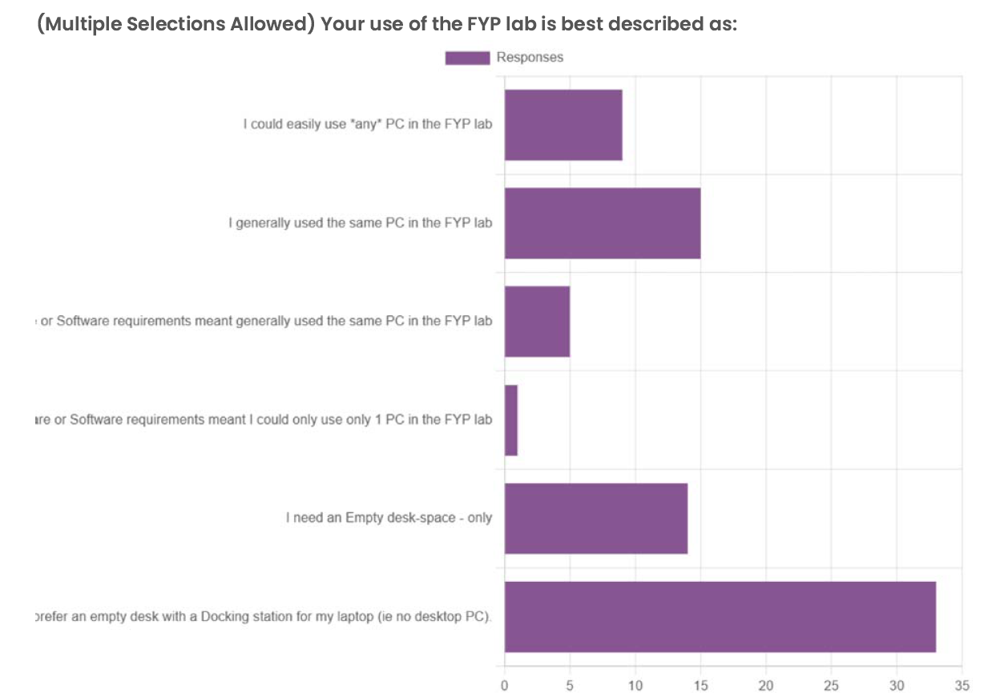 (Multiple Selections Allowed) Your use of the FYP lab is best described as:
Responses
I could easily use *any* PC in the FYP lab
I generally used the same PC in the FYP lab
or Software requirements meant generally used the same PC in the FYP lab
or Software requirements meant I could only use only 1 PC in the FYP lab
I need an Empty desk-space - only
an empty desk with a Docking station for my laptop (ie no desktop PC).
0 5 10 15 20 25 30 35